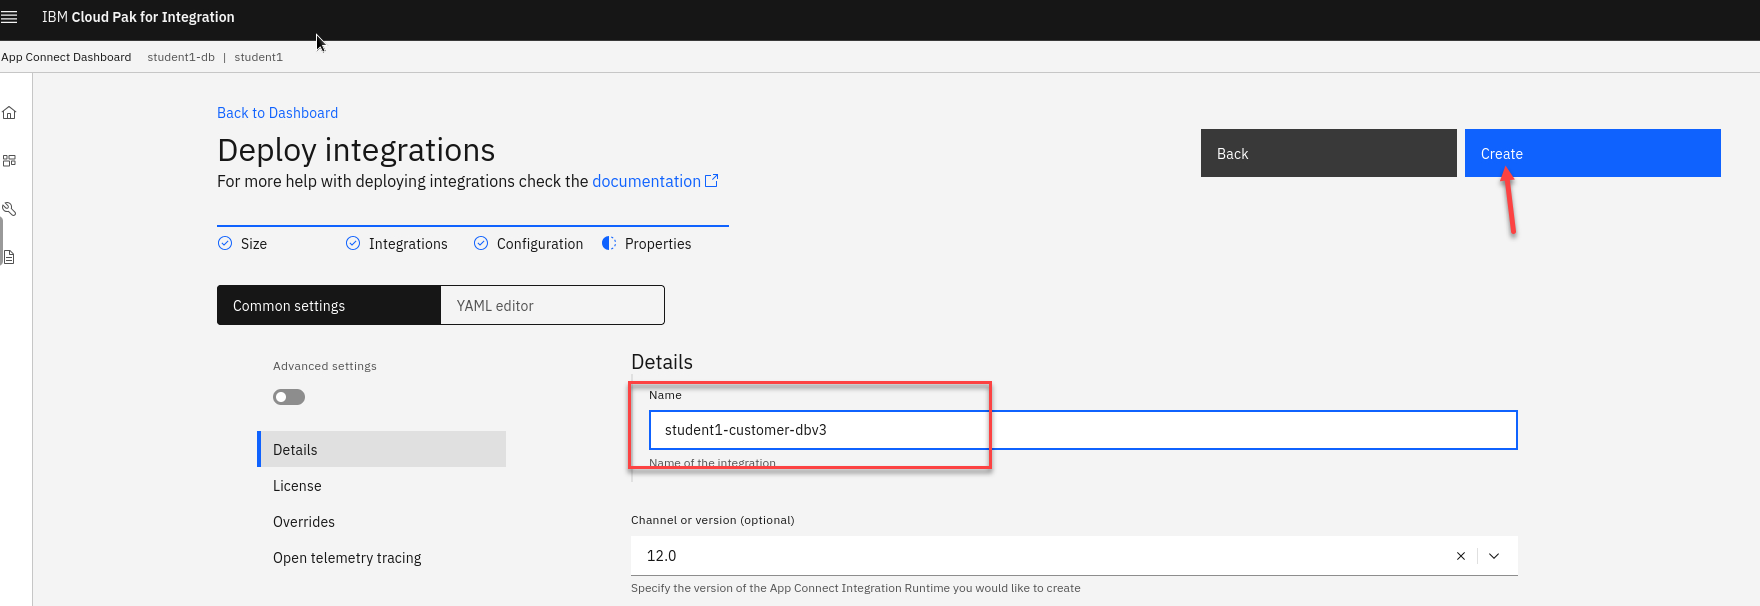 IBM Cloud Pak for Integration
App Connect Dashboard student1-db | student1
Back to Dashboard
Deploy integrations
For more help with deploying integrations check the documentation
Back
Create
Size
Integrations
Configuration
Properties
Common settings
YAML editor
Advanced settings
Details
License
Overrides
Open telemetry tracing
Details
Name
student1-customer-dbv3
Name of the integration
Channel or version (optional)
12.0
Specify the version of the App Connect Integration Runtime you would like to create